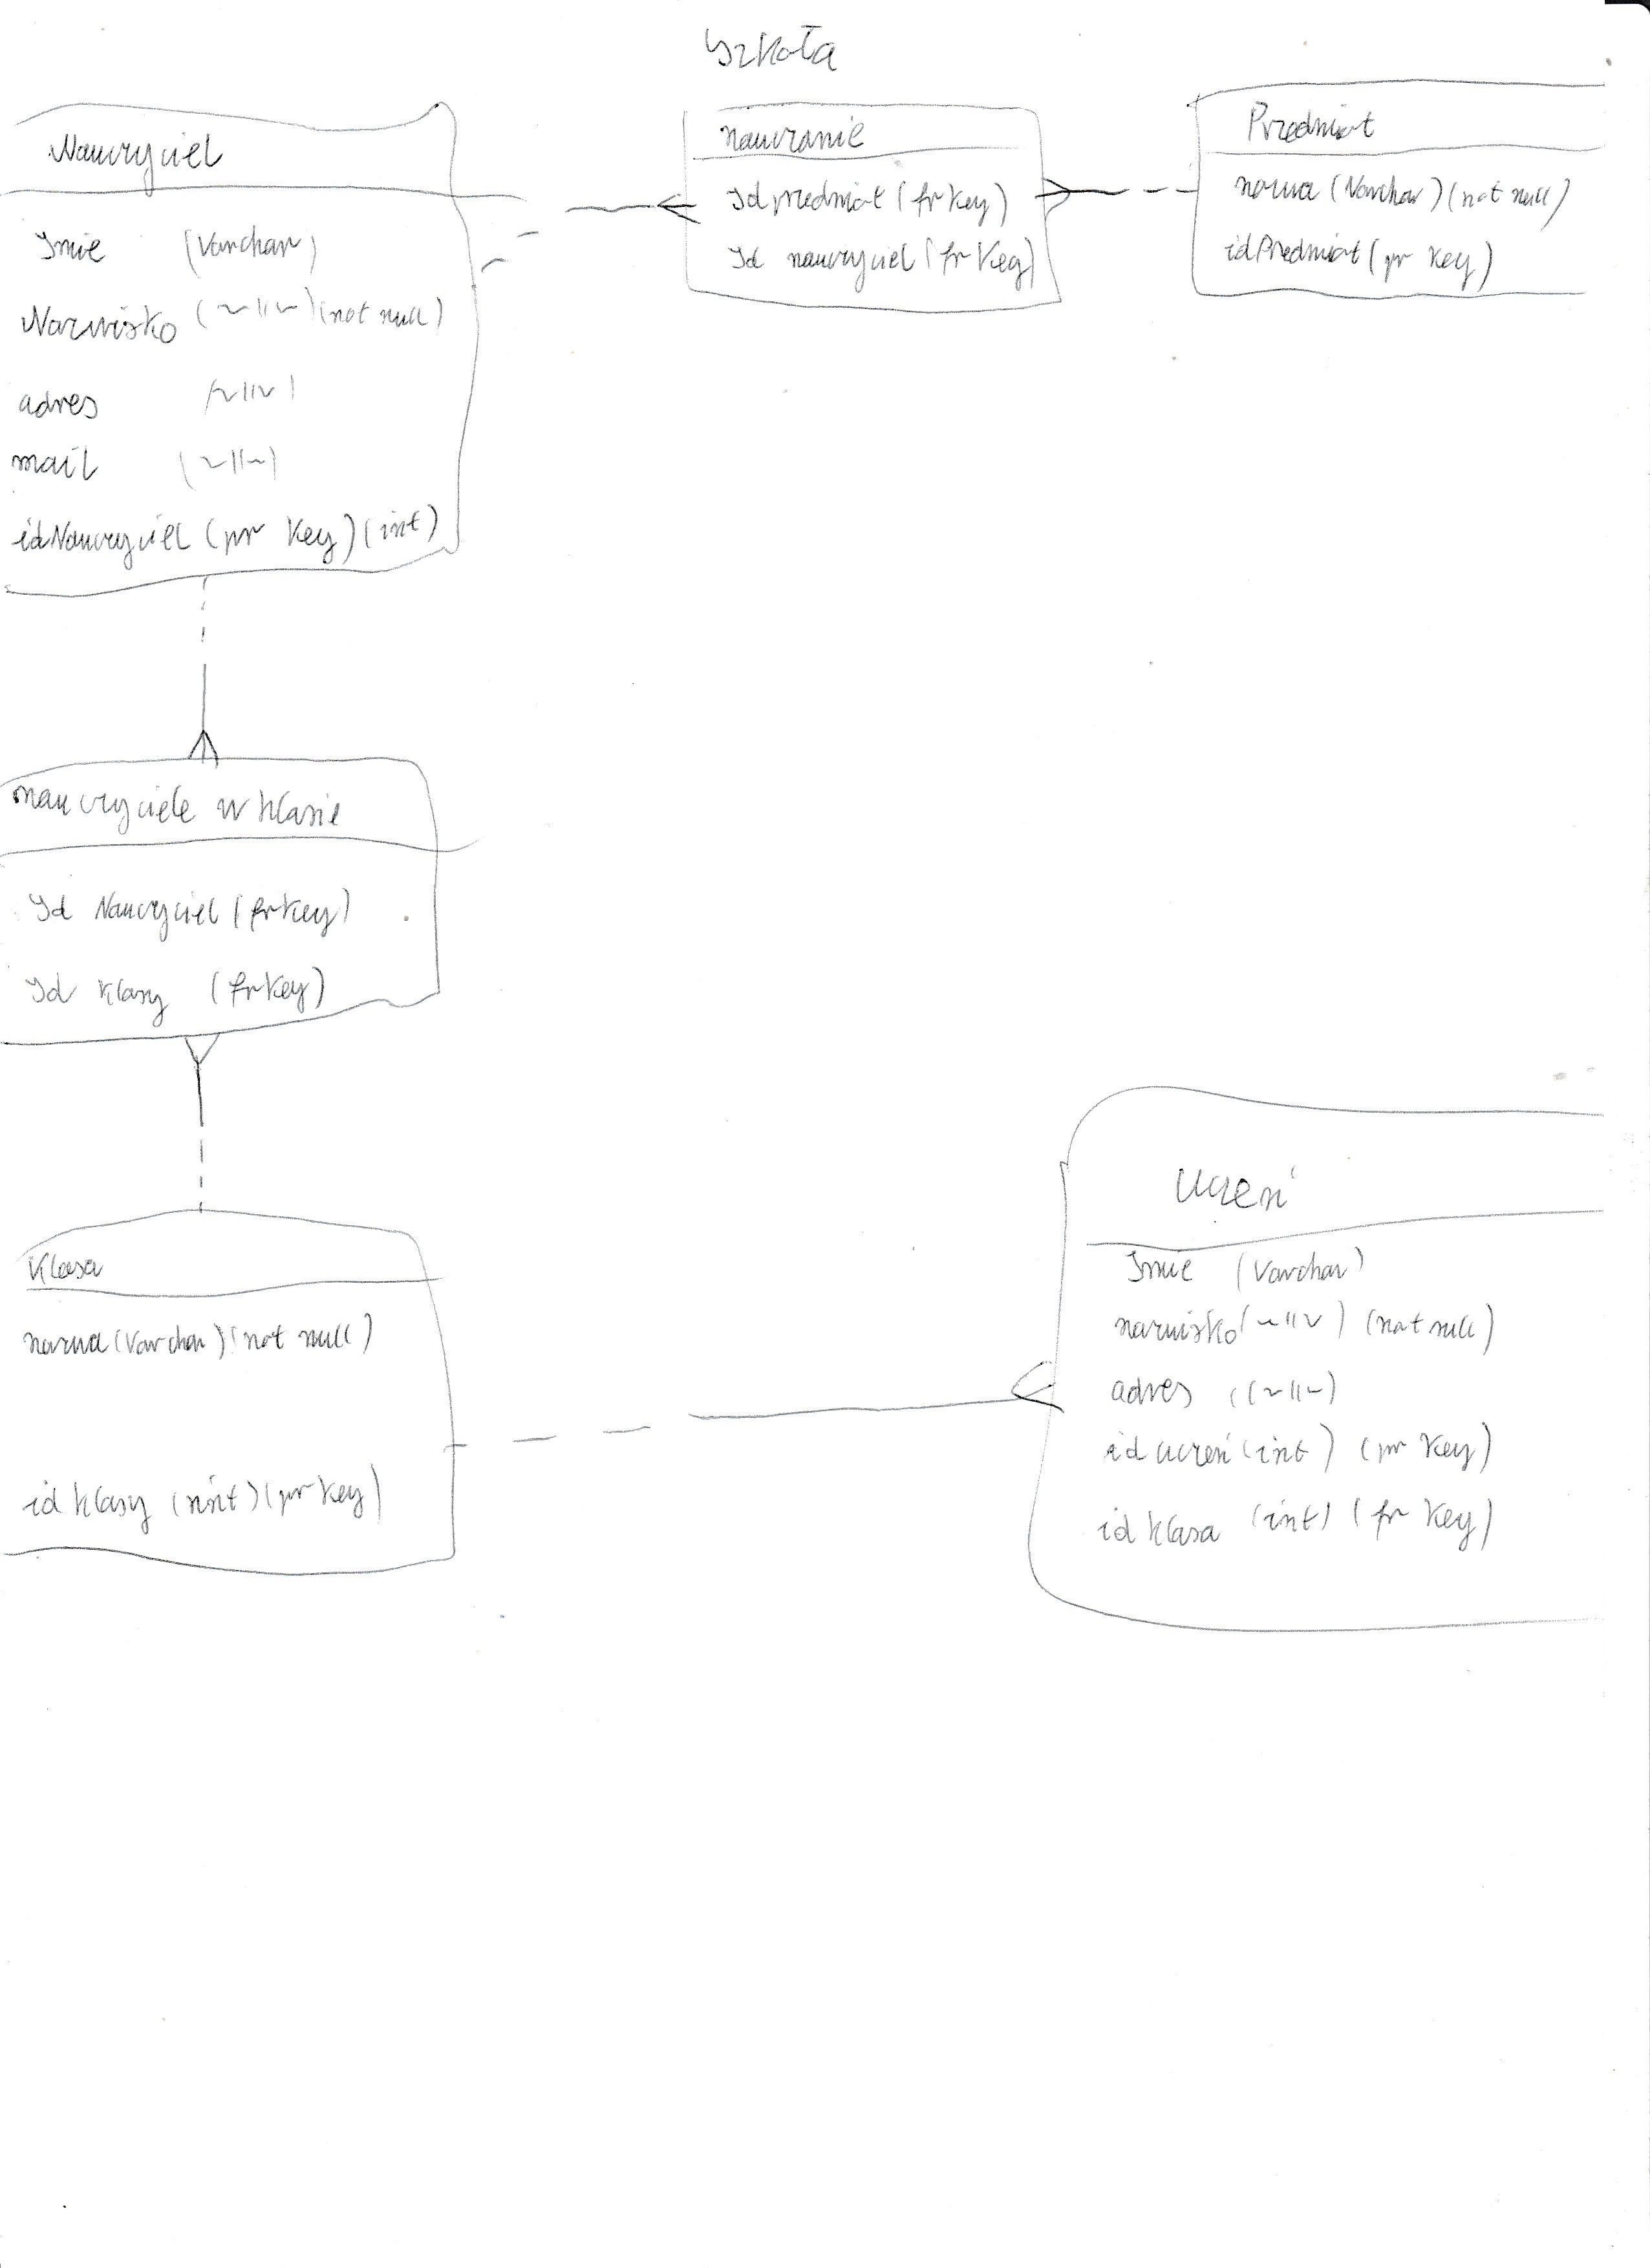 Szkoła
Nauczyciel
Imie (Varchar)
Nazwisko (~||~) (not null)
adres (~||~)
mail (~||~)
idNauczyciel (pr Key) (int)
nauczanie
Id przedmiot (fr Key)
Id nauczyciel (fr Key)
Przedmiot
nazwa (Varchar) (not null)
idPrzedmiot (pr Key)
nauczyciele w klasie
Id Nauczyciel (fr Key)
Id klasy (fr Key)
Klasa
nazwa (Varchar) (not null)
id klasy (int) (pr Key)
Uczeń
Imie (Varchar)
nazwisko (~||~) (not null)
adres (~||~)
id uczeń (int) (pr Key)
id klasa (int) (fr Key)